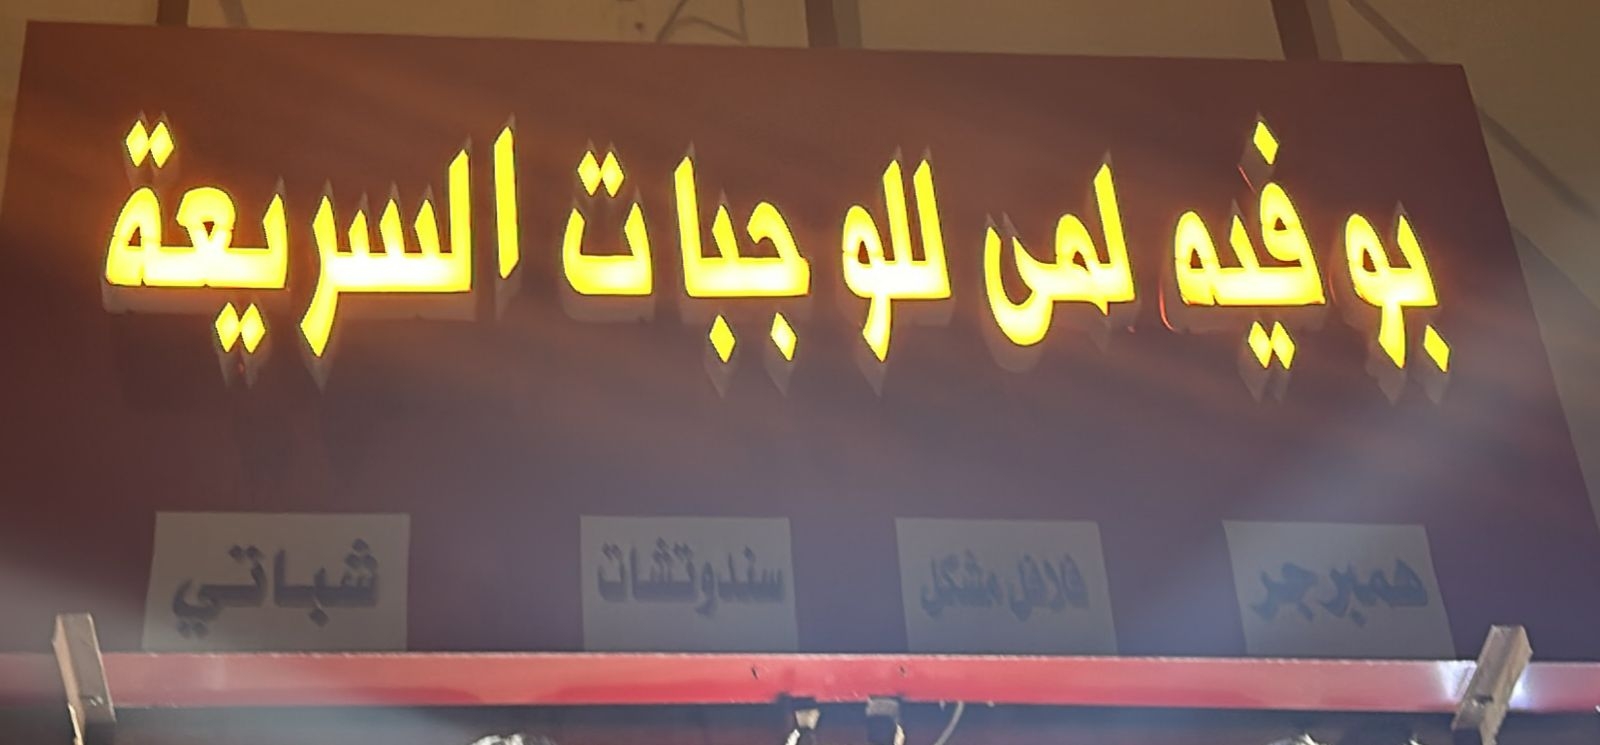 بوفيه لمى للوجبات السريعة
همبرجر
فلافل مشكل
سندوتشات
شباتي